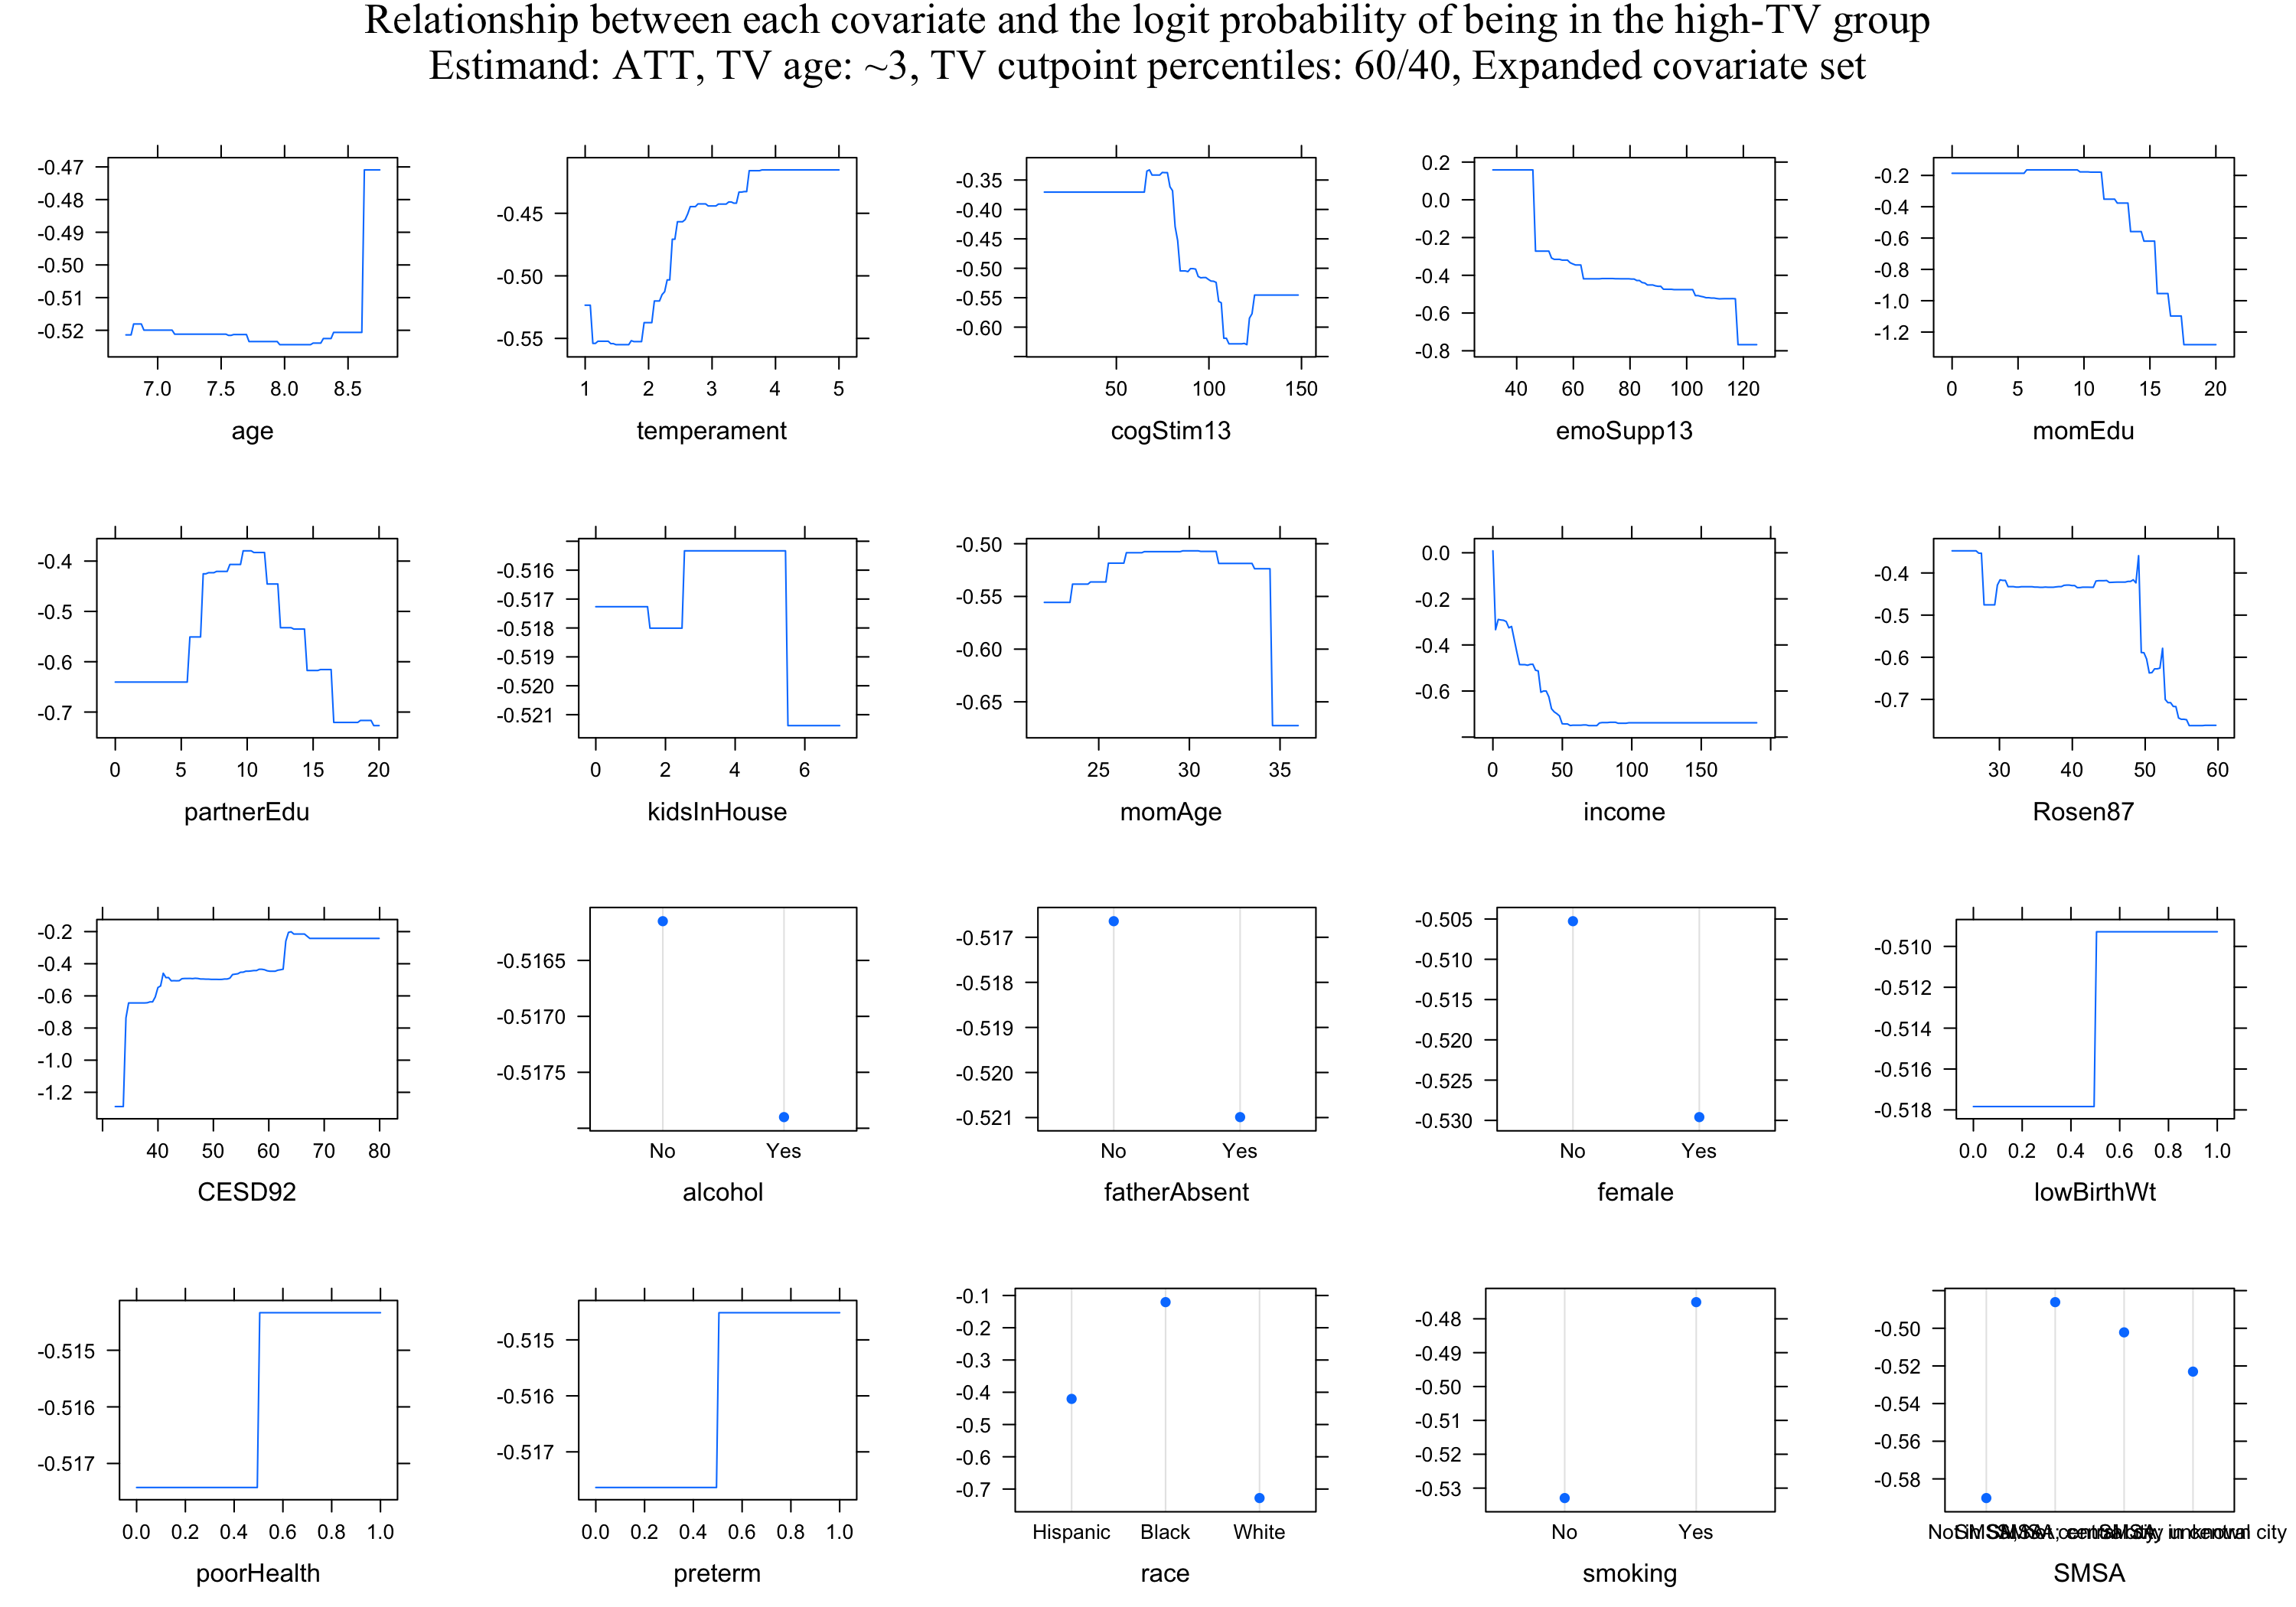 Relationship between each covariate and the logit probability of being in the high-TV group
Estimand: ATT, TV age: ~3, TV cutpoint percentiles: 60/40, Expanded covariate set
-0.47
-0.48
-0.49
-0.50
-0.51
-0.52
7.0 7.5 8.0 8.5
age
-0.45
-0.50
-0.55
1 2 3 4 5
temperament
-0.35
-0.40
-0.45
-0.50
-0.55
-0.60
50 100 150
cogStim13
0.2
0.0
-0.2
-0.4
-0.6
-0.8
40 60 80 100 120
emoSupp13
-0.2
-0.4
-0.6
-0.8
-1.0
-1.2
0 5 10 15 20
momEdu
-0.4
-0.5
-0.6
-0.7
0 5 10 15 20
partnerEdu
-0.516
-0.517
-0.518
-0.519
-0.520
-0.521
0 2 4 6
kidsInHouse
-0.50
-0.55
-0.60
-0.65
25 30 35
momAge
0.0
-0.2
-0.4
-0.6
0 50 100 150
income
-0.4
-0.5
-0.6
-0.7
30 40 50 60
Rosen87
-0.2
-0.4
-0.6
-0.8
-1.0
-1.2
40 50 60 70 80
CESD92
-0.5165
-0.5170
-0.5175
No Yes
alcohol
-0.517
-0.518
-0.519
-0.520
-0.521
No Yes
fatherAbsent
-0.505
-0.510
-0.515
-0.520
-0.525
-0.530
No Yes
female
-0.510
-0.512
-0.514
-0.516
-0.518
0.0 0.2 0.4 0.6 0.8 1.0
lowBirthWt
-0.515
-0.516
-0.517
0.0 0.2 0.4 0.6 0.8 1.0
poorHealth
-0.515
-0.516
-0.517
0.0 0.2 0.4 0.6 0.8 1.0
preterm
-0.1
-0.2
-0.3
-0.4
-0.5
-0.6
-0.7
Hispanic Black White
race
-0.48
-0.49
-0.50
-0.51
-0.52
-0.53
No Yes
smoking
-0.50
-0.52
-0.54
-0.56
-0.58
city
SMSA